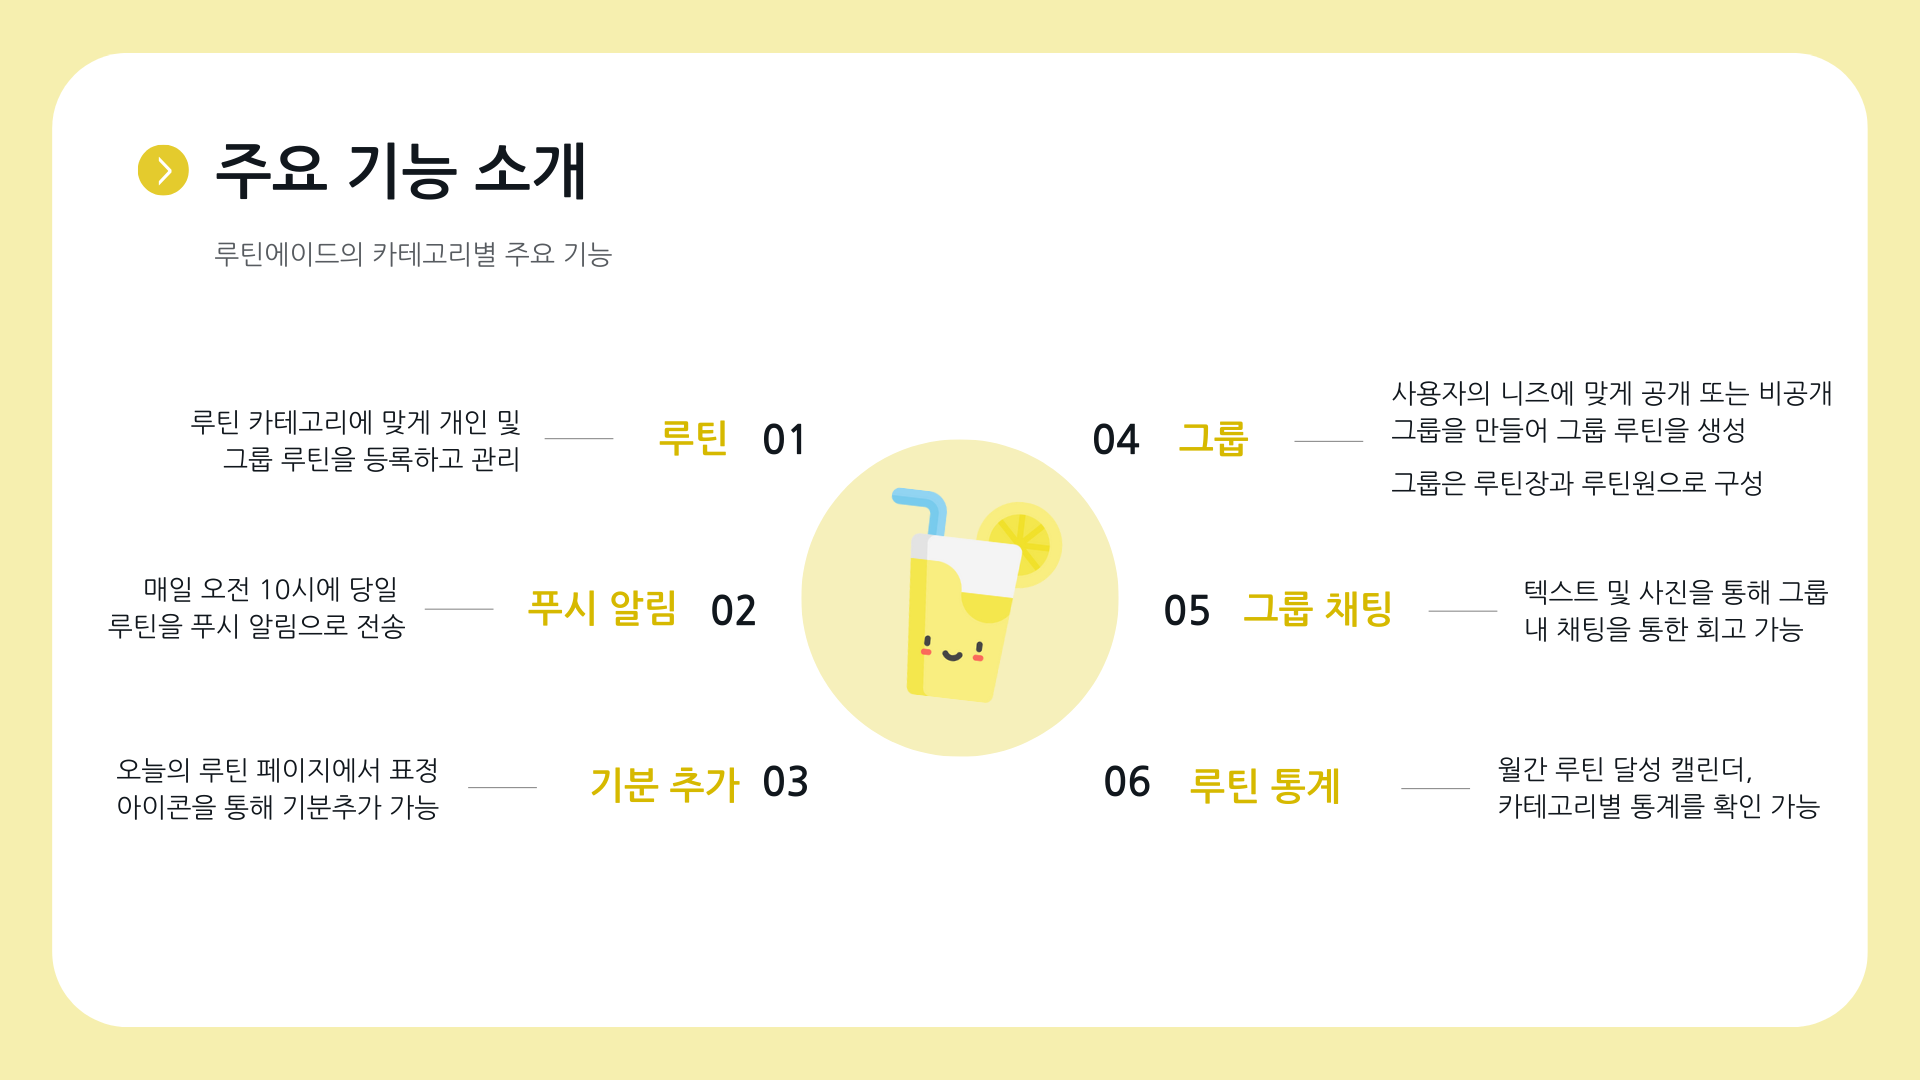 주요 기능 소개
루틴에이드의 카테고리별 주요 기능
루틴 카테고리에 맞게 개인 및
그룹 루틴을 등록하고 관리
루틴 01
매일 오전 10시에 당일
루틴을 푸시 알림으로 전송
푸시 알림 02
오늘의 루틴 페이지에서 표정
아이콘을 통해 기분추가 가능
기분 추가 03
04 그룹
사용자의 니즈에 맞게 공개 또는 비공개
그룹을 만들어 그룹 루틴을 생성
그룹은 루틴장과 루틴원으로 구성
05 그룹 채팅
텍스트 및 사진을 통해 그룹
내 채팅을 통한 회고 가능
06 루틴 통계
월간 루틴 달성 캘린더,
카테고리별 통계를 확인 가능